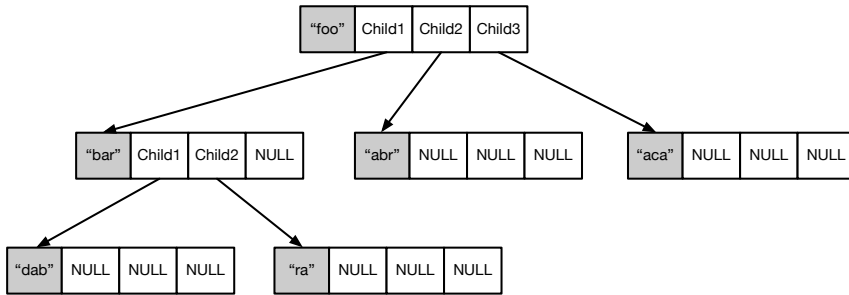 “foo” Child1 Child2 Child3
“bar” Child1 Child2 NULL “abr” NULL NULL NULL “aca” NULL NULL NULL
“dab” NULL NULL NULL “ra” NULL NULL NULL